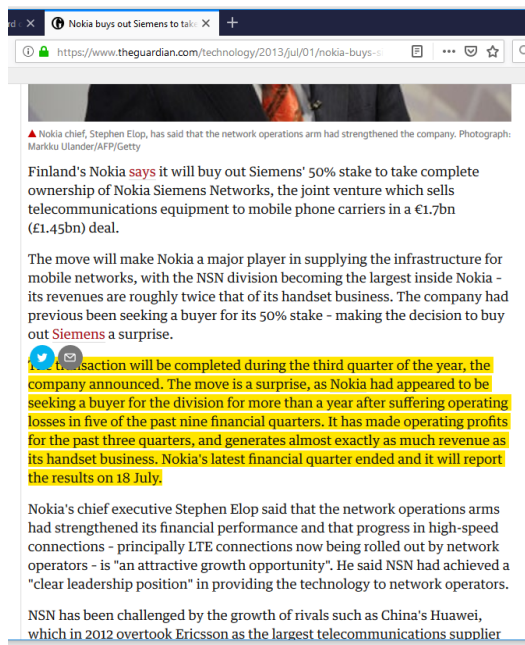 rd
Nokia buys out Siemens to take
https://www.theguardian.com/technology/2013/jul/01/nokia-buys-s
Nokia chief, Stephen Elop, has said that the network operations arm had strengthened the company. Photograph:
Markku Ulander/AFP/Getty
Finland's Nokia says it will buy out Siemens' 50% stake to take complete
ownership of Nokia Siemens Networks, the joint venture which sells
telecommunications equipment to mobile phone carriers in a €1.7bn
(£1.45bn) deal.
The move will make Nokia a major player in supplying the infrastructure for
mobile networks, with the NSN division becoming the largest inside Nokia –
its revenues are roughly twice that of its handset business. The company had
previous been seeking a buyer for its 50% stake – making the decision to buy
out Siemens a surprise.
transaction will be completed during the third quarter of the year, the
company announced. The move is a surprise, as Nokia had appeared to be
seeking a buyer for the division for more than a year after suffering operating
losses in five of the past nine financial quarters. It has made operating profits
for the past three quarters, and generates almost exactly as much revenue as
its handset business. Nokia's latest financial quarter ended and it will report
the results on 18 July.
Nokia's chief executive Stephen Elop said that the network operations arms
had strengthened its financial performance and that progress in high-speed
connections – principally LTE connections now being rolled out by network
operators – is "an attractive growth opportunity". He said NSN had achieved a
"clear leadership position" in providing the technology to network operators.
NSN has been challenged by the growth of rivals such as China's Huawei,
which in 2012 overtook Ericsson as the largest telecommunications supplier